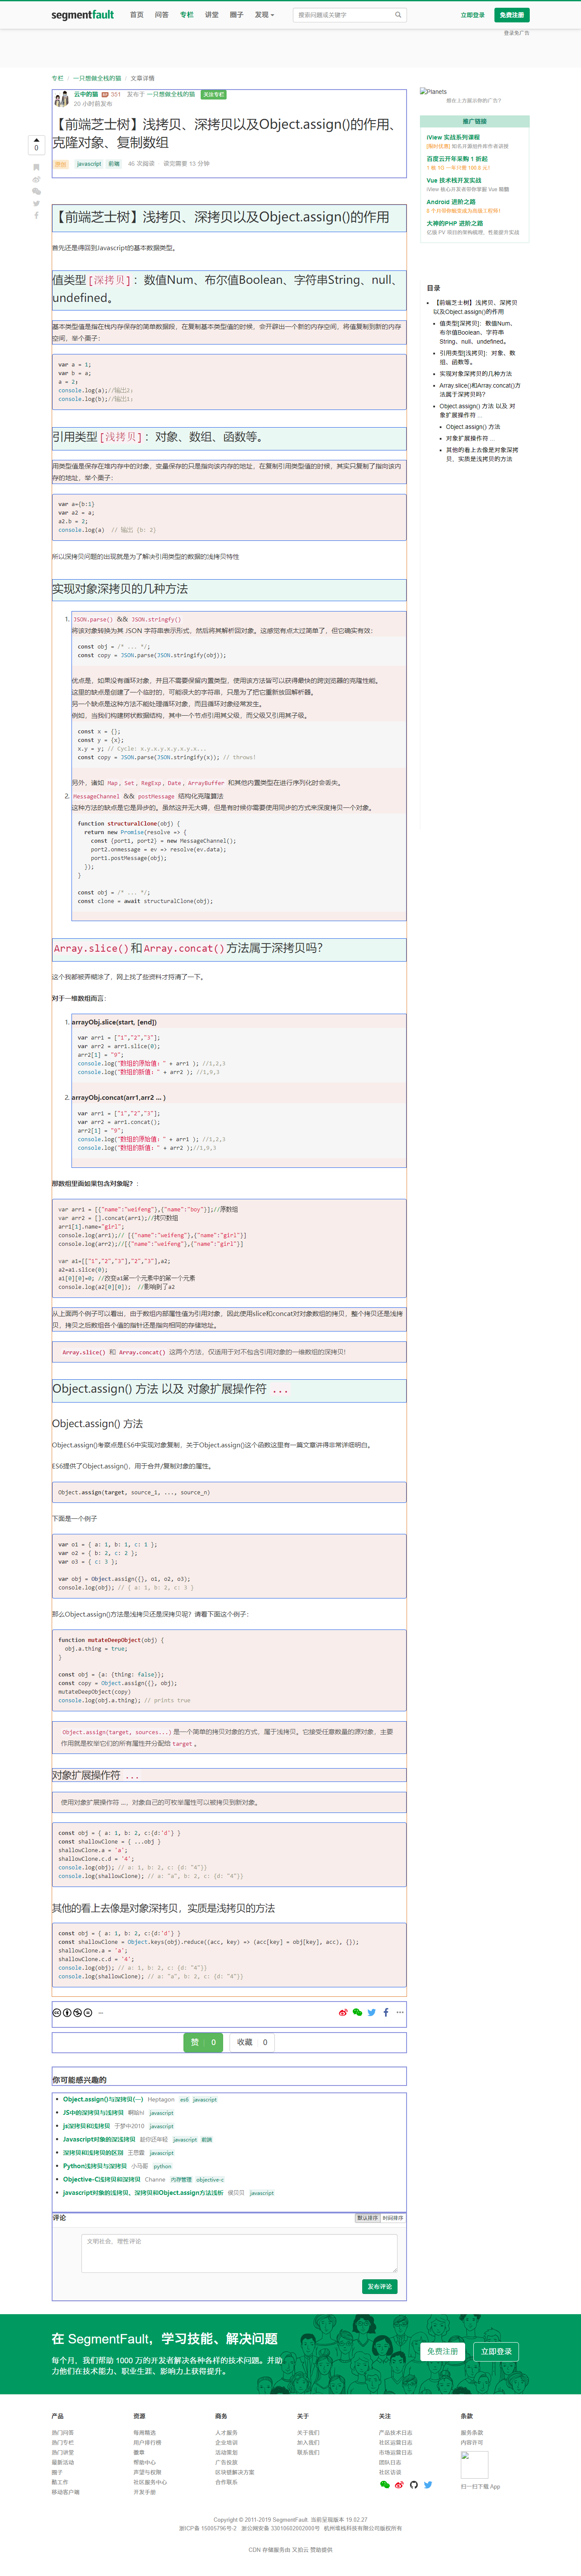 segmentfault 首页 问答 专栏 讲堂 圈子 发现 搜索问题或关键字 立即登录 免费注册
登录免广告
专栏 / 一只想做全栈的猫 / 文章详情
云中的猫 351 发布于 一只想做全栈的猫 关注专栏
20 小时前发布
【前端芝士树】浅拷贝、深拷贝以及Object.assign()的作用、
克隆对象、复制数组
原创 javascript 前端 46 次阅读 读完需要 13 分钟
0
【前端芝士树】浅拷贝、深拷贝以及Object.assign()的作用
首先还是得回到Javascript的基本数据类型。
值类型[深拷贝]：数值Num、布尔值Boolean、字符串String、null、
undefined。
基本类型值是指在栈内存保存的简单数据段，在复制基本类型值的时候，会开辟出一个新的内存空间，将值复制到新的内
存空间，举个栗子：
var a = 1;
var b = a;
a = 2;
console.log(a);//输出2;
console.log(b);//输出1;
引用类型[浅拷贝]：对象、数组、函数等。
用类型值是保存在堆内存中的对象，变量保存的只是指向该内存的地址，在复制引用类型值的时候，其实只复制了指向该内
存的地址，举个栗子：
var a={b:1}
var a2 = a;
a2.b = 2;
console.log(a)  // 输出 {b: 2}
所以深拷贝问题的出现就是为了解决引用类型的数据的浅拷贝特性
实现对象深拷贝的几种方法
1. JSON.parse() && JSON.stringfy()
将该对象转换为其 JSON 字符串表示形式，然后将其解析回对象。这感觉有点太过简单了，但它确实有效：
const obj = /* ... */;
const copy = JSON.parse(JSON.stringify(obj));
优点是，如果没有循环对象，并且不需要保留内置类型，使用该方法皆可以获得最快的跨浏览器的克隆性能。
这里的缺点是创建了一个临时的，可能很大的字符串，只是为了把它重新放回解析器。
另一个缺点是这种方法不能处理循环对象，而且循环对象经常发生。
例如，当我们构建树状数据结构，其中一个节点引用其父级，而父级又引用其子级。
const x = {};
const y = {x};
x.y = y; // Cycle: x.y.x.y.x.y.x.y.x...
const copy = JSON.parse(JSON.stringify(x)); // throws!
另外，诸如 Map , Set , RegExp , Date , ArrayBuffer 和其他内置类型在进行序列化时会丢失。
2. MessageChannel && postMessage 结构化克隆算法
这种方法的缺点是它是异步的。虽然这并无大碍，但是有时候你需要使用同步的方式来深度拷贝一个对象。
function structuralClone(obj) {
return new Promise(resolve => {
const {port1, port2} = new MessageChannel();
port2.onmessage = ev => resolve(ev.data);
port1.postMessage(obj);
});
}
const obj = /* ... */;
const clone = await structuralClone(obj);
Array.slice()和Array.concat()方法属于深拷贝吗？
这个我都被弄糊涂了，网上找了些资料才捋清了一下。
对于一维数组而言：
1. arrayObj.slice(start, [end])
var arr1 = ["1","2","3"];
var arr2 = arr1.slice(0);
arr2[1] = "9";
console.log("数组的原始值：" + arr1 ); //1,2,3
console.log("数组的新值：" + arr2 ); //1,9,3
2. arrayObj.concat(arr1,arr2 ... )
var arr1 = ["1","2","3"];
var arr2 = arr1.concat();
arr2[1] = "9";
console.log("数组的原始值：" + arr1 ); //1,2,3
console.log("数组的新值：" + arr2 );//1,9,3
那数组里面如果包含对象呢？：
var arr1 = [{"name":"weifeng"},{"name":"boy"}];//原数组
var arr2 = [].concat(arr1);//拷贝数组
arr1[1].name="girl";
console.log(arr1);// [{"name":"weifeng"},{"name":"girl"}]
console.log(arr2);//[{"name":"weifeng"},{"name":"girl"}]
var a1=[["1","2","3"],"2","3"],a2;
a2=a1.slice(0);
a1[0][0]=0; //改变a1第一个元素中的第一个元素
console.log(a2[0][0]);  //影响到了a2
从上面两个例子可以看出，由于数组内部属性值为引用对象，因此使用slice和concat对对象数组的拷贝，整个拷贝还是浅拷
贝，拷贝之后数组各个值的指针还是指向相同的存储地址。
Array.slice() 和 Array.concat() 这两个方法，仅适用于对不包含引用对象的一维数组的深拷贝！
Object.assign() 方法 以及 对象扩展操作符 ...
Object.assign() 方法
Object.assign()考察点是ES6中实现对象复制，关于Object.assign()这个函数这里有一篇文章讲得非常详细明白。
ES6提供了Object.assign()，用于合并/复制对象的属性。
Object.assign(target, source_1, ..., source_n)
下面是一个例子
var o1 = { a: 1, b: 1, c: 1 };
var o2 = { b: 2, c: 2 };
var o3 = { c: 3 };
var obj = Object.assign({}, o1, o2, o3);
console.log(obj); // { a: 1, b: 2, c: 3 }
那么Object.assign()方法是浅拷贝还是深拷贝呢？请看下面这个例子：
function mutateDeepObject(obj) {
obj.a.thing = true;
}
const obj = {a: {thing: false}};
const copy = Object.assign({}, obj);
mutateDeepObject(copy)
console.log(obj.a.thing); // prints true
Object.assign(target, sources...) 是一个简单的拷贝对象的方式，属于浅拷贝。它接受任意数量的源对象，主要
作用就是枚举它们的所有属性并分配给 target 。
对象扩展操作符 ...
使用对象扩展操作符 ...，对象自己的可枚举属性可以被拷贝到新对象。
const obj = { a: 1, b: 2, c:{d:'d'} }
const shallowClone = { ...obj }
shallowClone.a = 'a';
shallowClone.c.d = '4';
console.log(obj); // a: 1, b: 2, c: {d: "4"}}
console.log(shallowClone); // a: "a", b: 2, c: {d: "4"}}
其他的看上去像是对象深拷贝，实质是浅拷贝的方法
const obj = { a: 1, b: 2, c:{d:'d'} }
const shallowClone = Object.keys(obj).reduce((acc, key) => (acc[key] = obj[key], acc), {});
shallowClone.a = 'a';
shallowClone.c.d = '4';
console.log(obj); // a: 1, b: 2, c: {d: "4"}}
console.log(shallowClone); // a: "a", b: 2, c: {d: "4"}}
赞 0 收藏 0
你可能感兴趣的
Object.assign()与深拷贝(一) Heptagon es6 javascript
JS中的深拷贝与浅拷贝 javascript
js深拷贝和浅拷贝 于梦中2010 javascript
Javascript对象的深浅拷贝 趁你还年轻 javascript 前端
深拷贝和浅拷贝的区别 王思霖 javascript
Python浅拷贝与深拷贝 小马哥 python
Objective-C浅拷贝和深拷贝 Channe 内存管理 objective-c
javascript对象的浅拷贝、深拷贝和Object.assign方法浅析 侯贝贝 javascript
评论 默认排序 时间排序
文明社会，理性评论
发布评论
Planets
想在上方展示你的广告?
推广链接
iView 实战系列课程
[限时优惠] 知名开源组件库作者讲授
百度云开年采购 1 折起
1 核 1G 一年只需 100.8 元!
Vue 技术栈开发实战
iView 核心开发者带你掌握 Vue 精髓
Android 进阶之路
5 个月带你蜕变成为高级工程师!
大神的PHP 进阶之路
亿级 PV 项目的架构梳理，性能提升实战
目录
【前端芝士树】浅拷贝、深拷贝
以及Object.assign()的作用
值类型[深拷贝]：数值Num、
布尔值Boolean、字符串
String、null、undefined。
引用类型[浅拷贝]：对象、数
组、函数等。
实现对象深拷贝的几种方法
Array.slice()和Array.concat()方
法属于深拷贝吗？
Object.assign() 方法 以及 对
象扩展操作符 ...
Object.assign() 方法
对象扩展操作符 ...
其他的看上去像是对象深拷
贝，实质是浅拷贝的方法
在 SegmentFault，学习技能、解决问题
每个月，我们帮助 1000 万的开发者解决各种各样的技术问题。并助
力他们在技术能力、职业生涯、影响力上获得提升。
免费注册 立即登录
产品
热门问答
热门专栏
热门讲堂
最新活动
圈子
酷工作
移动客户端
资源
每周精选
用户排行榜
徽章
帮助中心
声望与权限
社区服务中心
开发手册
商务
人才服务
企业培训
活动策划
广告投放
区块链解决方案
合作联系
关于
关于我们
加入我们
联系我们
关注
产品技术日志
社区运营日志
市场运营日志
团队日志
社区访谈
条款
服务条款
内容许可
扫一扫下载 App
Copyright © 2011-2019 SegmentFault. 当前呈现版本 19.02.27
浙ICP备 15005796号-2 浙公网安备 33010602002000号 杭州堆栈科技有限公司版权所有
CDN 存储服务由 又拍云 赞助提供